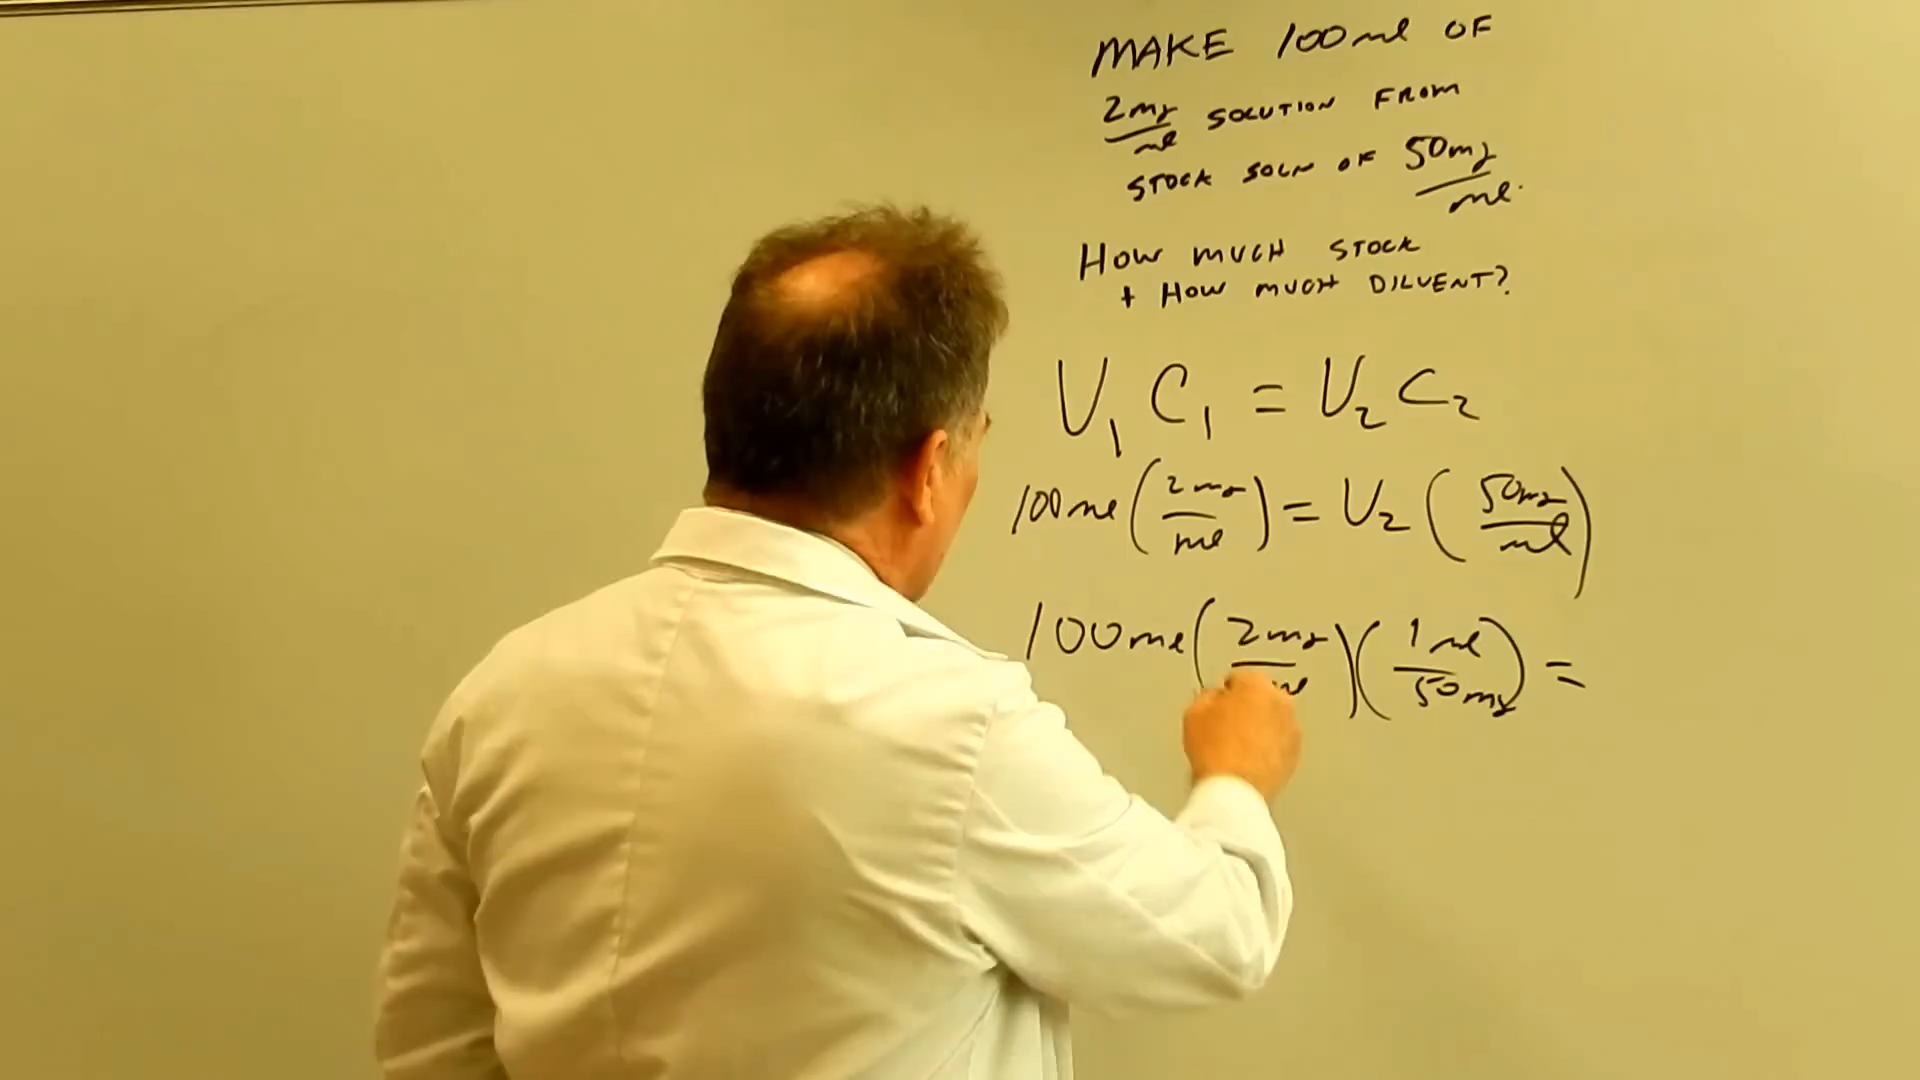 MAKE 100ml OF
2mg/ml SOLUTION FROM
STOCK SOLN OF 50mg/ml.
HOW MUCH STOCK
+ HOW MUCH DILUENT?
V₁ C₁ = V₂ C₂
100ml (2mg/ml) = V₂ (50mg/ml)
100ml (2mg/ml)(1ml/50mg) =